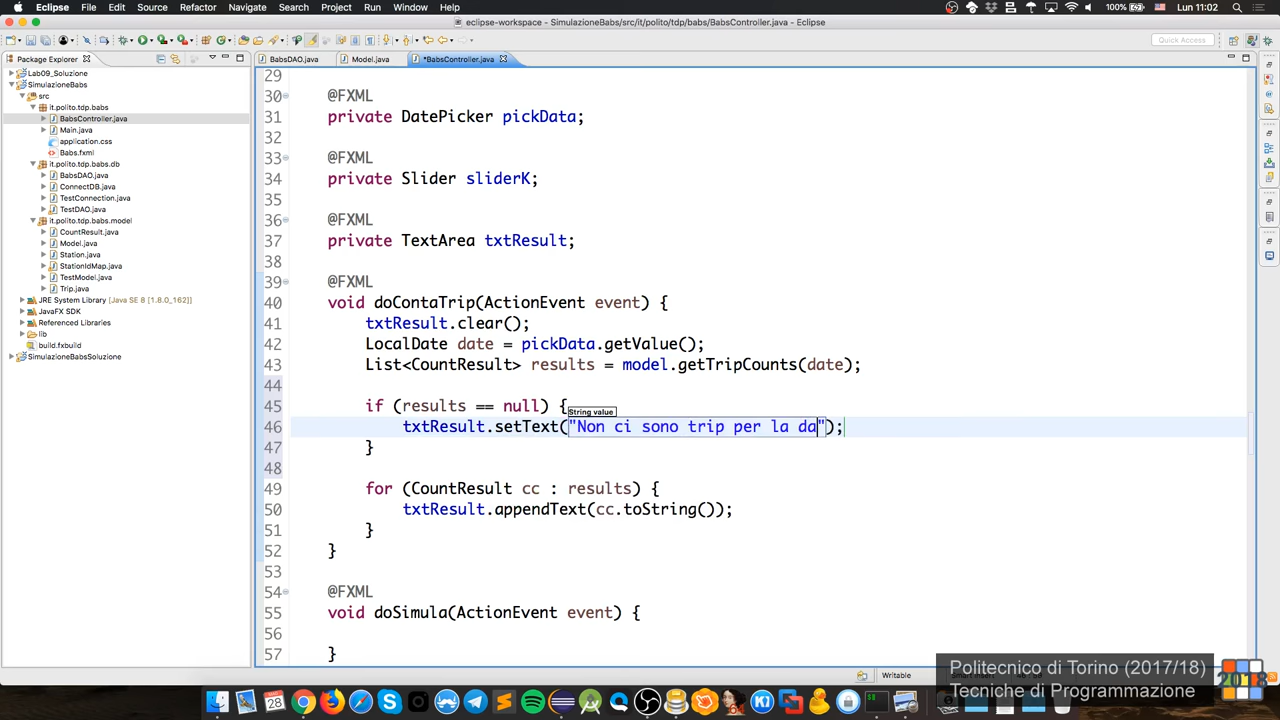 Eclipse File Edit Source Refactor Navigate Search Project Run Window Help 100% Lun 11:02
eclipse-workspace - SimulazioneBabs/src/it/polito/tdp/babs/BabsController.java - Eclipse
Quick Access
Package Explorer
BabsDAO.java Model.java *BabsController.java
Lab09_Soluzione
SimulazioneBabs
src
it.polito.tdp.babs
BabsController.java
Main.java
application.css
Babs.fxml
it.polito.tdp.babs.db
BabsDAO.java
ConnectDB.java
TestConnection.java
TestDAO.java
it.polito.tdp.babs.model
CountResult.java
Model.java
Station.java
StationIdMap.java
TestModel.java
Trip.java
JRE System Library [Java SE 8 [1.8.0_162]]
JavaFX SDK
Referenced Libraries
lib
build.fxbuild
SimulazioneBabsSoluzione
29
30 @FXML
31 private DatePicker pickData;
32
33 @FXML
34 private Slider sliderK;
35
36 @FXML
37 private TextArea txtResult;
38
39 @FXML
40 void doContaTrip(ActionEvent event) {
41 txtResult.clear();
42 LocalDate date = pickData.getValue();
43 List<CountResult> results = model.getTripCounts(date);
44
45 if (results == null) {
String value
46 txtResult.setText("Non ci sono trip per la da");
47 }
48
49 for (CountResult cc : results) {
50 txtResult.appendText(cc.toString());
51 }
52 }
53
54 @FXML
55 void doSimula(ActionEvent event) {
56
57 }
Writable
Politecnico di Torino (2017/18)
Tecniche di Programmazione
2018